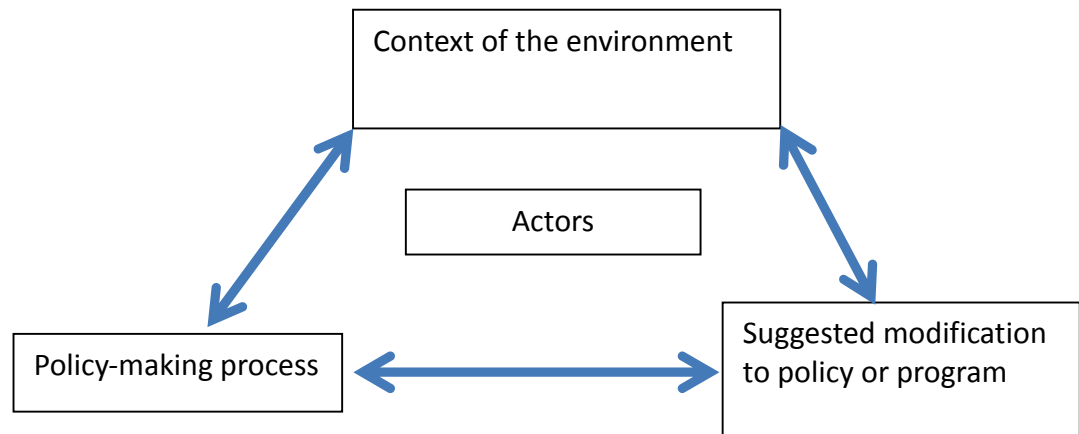 Context of the environment
Actors
Policy-making process
Suggested modification
to policy or program